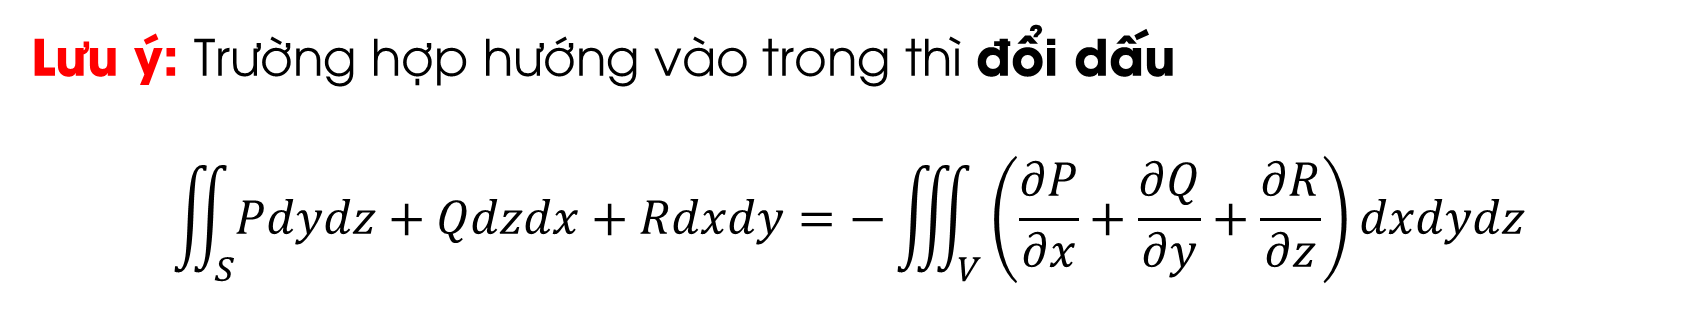 Lưu ý: Trường hợp hướng vào trong thì đổi dấu
∬_S Pdydz + Qdzdx + Rdxdy = − ∭_V (∂P/∂x + ∂Q/∂y + ∂R/∂z) dxdydz